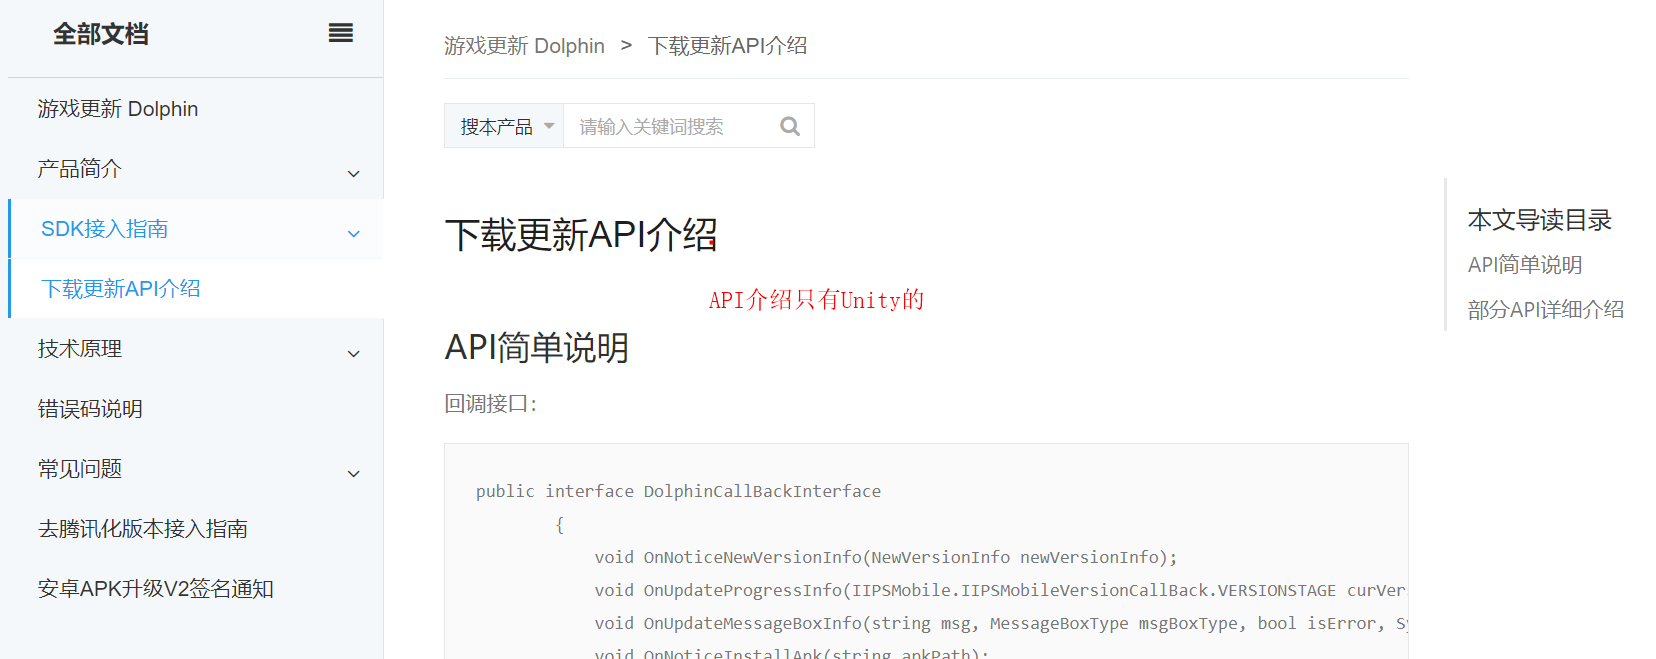 全部文档
游戏更新 Dolphin
产品简介
SDK接入指南
下载更新API介绍
技术原理
错误码说明
常见问题
去腾讯化版本接入指南
安卓APK升级V2签名通知
游戏更新 Dolphin > 下载更新API介绍
搜本产品 请输入关键词搜索
下载更新API介绍
API介绍只有Unity的
API简单说明
回调接口：
public interface DolphinCallBackInterface
{
void OnNoticeNewVersionInfo(NewVersionInfo newVersionInfo);
void OnUpdateProgressInfo(IIPSMobile.IIPSMobileVersionCallBack.VERSIONSTAGE curVer
void OnUpdateMessageBoxInfo(string msg, MessageBoxType msgBoxType, bool isError,
void OnNoticeInstallApk(string apkPath);
本文导读目录
API简单说明
部分API详细介绍